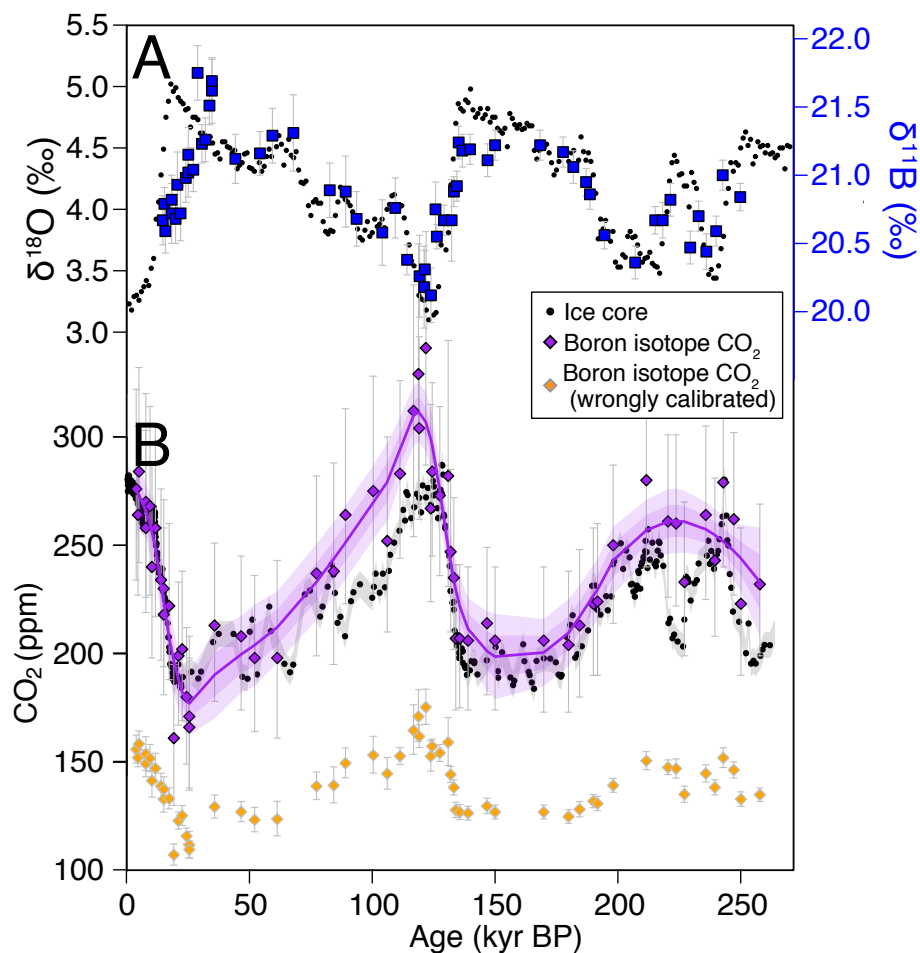 A
5.5
5.0
4.5
4.0
3.5
3.0
δ18O (‰)
22.0
21.5
21.0
20.5
20.0
δ11B (‰)
Ice core
Boron isotope CO2
Boron isotope CO2
(wrongly calibrated)
B
300
250
200
150
100
CO2 (ppm)
0 50 100 150 200 250
Age (kyr BP)